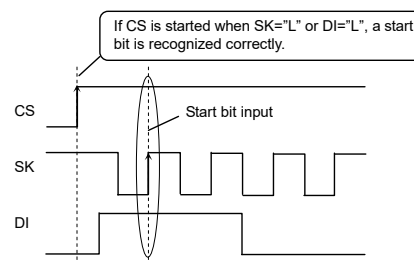 If CS is started when SK=”L” or DI=”L”, a start
bit is recognized correctly.
CS
Start bit input
SK
DI